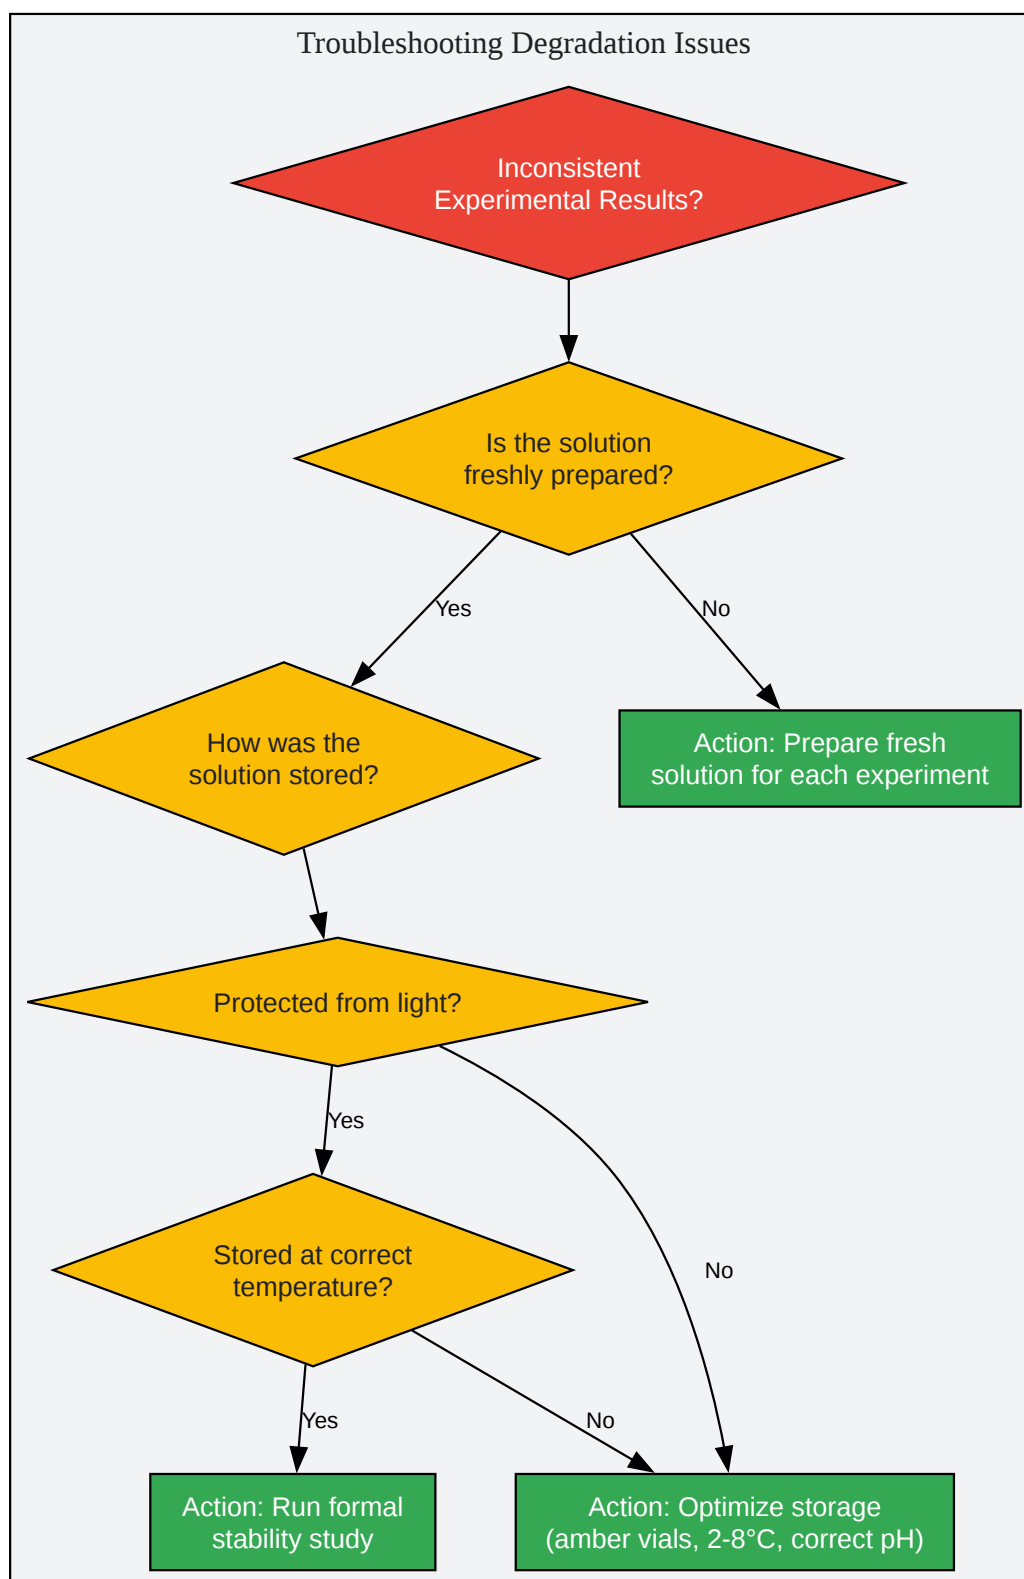 Troubleshooting Degradation Issues
Inconsistent
Experimental Results?
Is the solution
freshly prepared?
Yes
No
How was the
solution stored?
Action: Prepare fresh
solution for each experiment
Protected from light?
Yes
Stored at correct
temperature?
No
Yes
No
Action: Run formal
stability study
Action: Optimize storage
(amber vials, 2-8°C, correct pH)